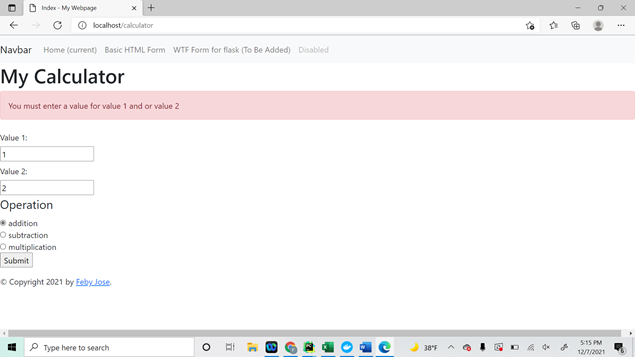 Index - My Webpage
localhost/calculator
Navbar Home (current) Basic HTML Form WTF Form for flask (To Be Added) Disabled
My Calculator
You must enter a value for value 1 and or value 2
Value 1:
1
Value 2:
2
Operation
addition
subtraction
multiplication
Submit
© Copyright 2021 by Feby Jose.
Type here to search
38°F
5:15 PM
12/7/2021